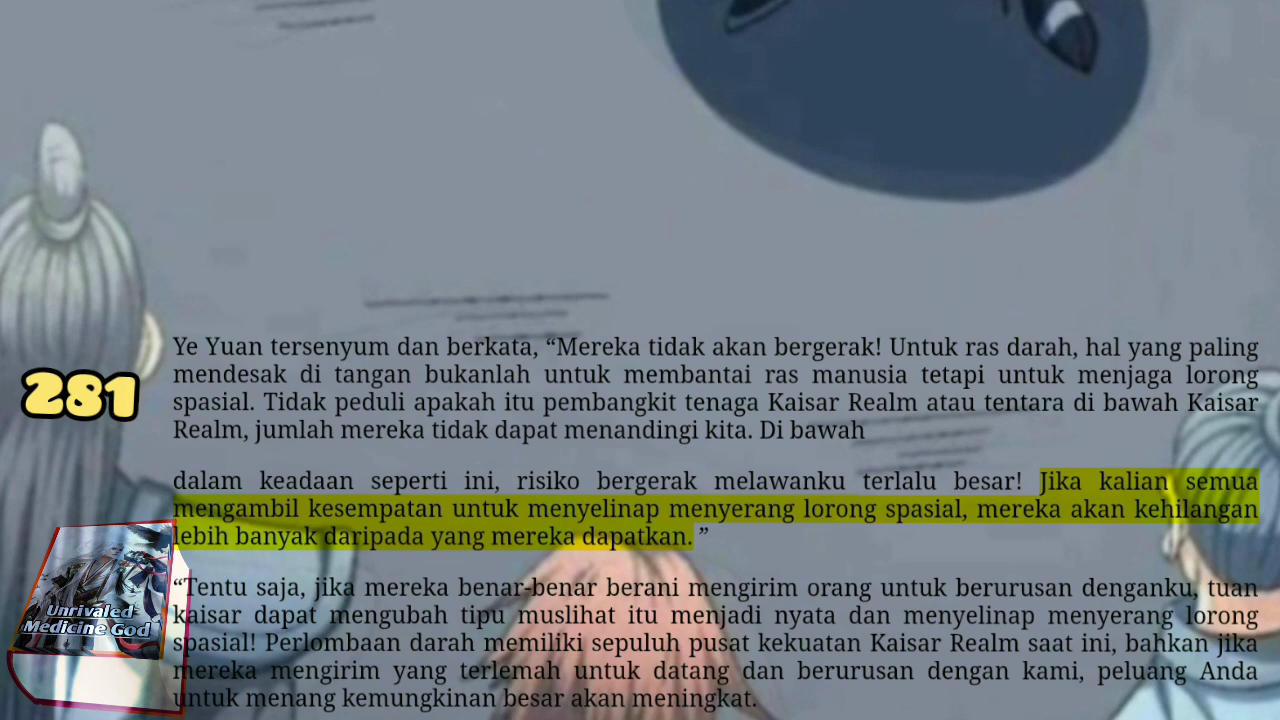 Ye Yuan tersenyum dan berkata, “Mereka tidak akan bergerak! Untuk ras darah, hal yang paling
mendesak di tangan bukanlah untuk membantai ras manusia tetapi untuk menjaga lorong
spasial. Tidak peduli apakah itu pembangkit tenaga Kaisar Realm atau tentara di bawah Kaisar
Realm, jumlah mereka tidak dapat menandingi kita. Di bawah
281
dalam keadaan seperti ini, risiko bergerak melawanku terlalu besar! Jika kalian semua
mengambil kesempatan untuk menyelinap menyerang lorong spasial, mereka akan kehilangan
lebih banyak daripada yang mereka dapatkan. ”
“Tentu saja, jika mereka benar-benar berani mengirim orang untuk berurusan denganku, tuan
kaisar dapat mengubah tipu muslihat itu menjadi nyata dan menyelinap menyerang lorong
spasial! Perlombaan darah memiliki sepuluh pusat kekuatan Kaisar Realm saat ini, bahkan jika
mereka mengirim yang terlemah untuk datang dan berurusan dengan kami, peluang Anda
untuk menang kemungkinan besar akan meningkat.
Unrivaled
Medicine God